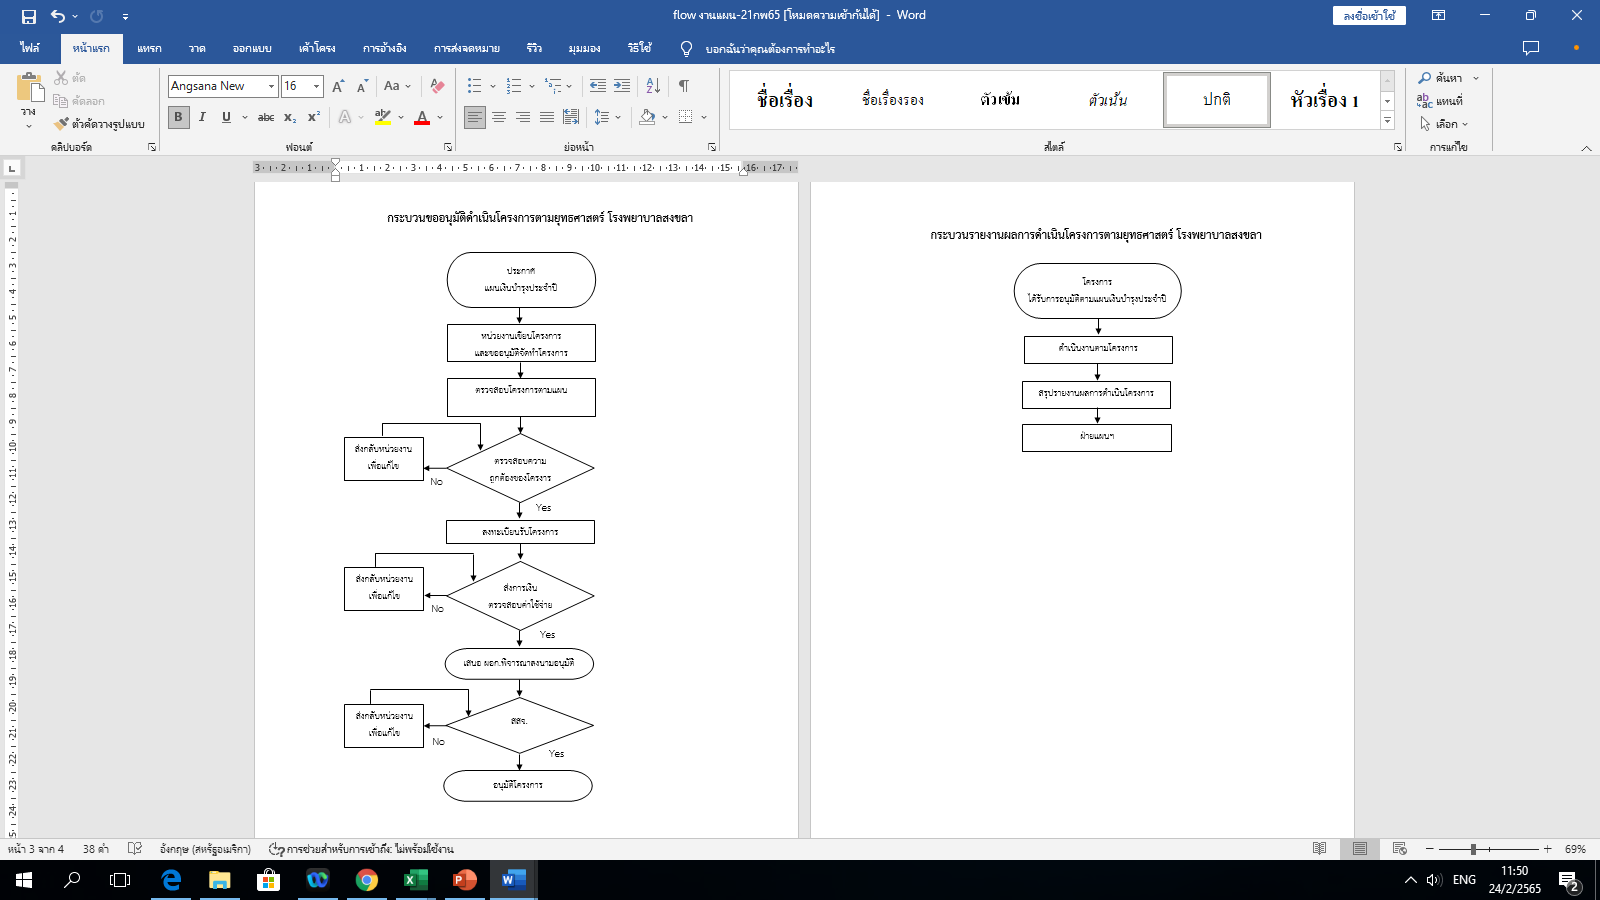 flow งานแผน-21กพ65 [โหมดความเข้ากันได้] - Word
ลงชื่อเข้าใช้
ไฟล์ หน้าแรก แทรก วาด ออกแบบ เค้าโครง การอ้างอิง การส่งจดหมาย รีวิว มุมมอง วิธีใช้ บอกฉันว่าคุณต้องการทำอะไร
วาง
ตัด
คัดลอก
ตัวคัดวางรูปแบบ
คลิปบอร์ด
Angsana New 16
ฟอนต์
ย่อหน้า
ชื่อเรื่อง ชื่อเรื่องรอง ตัวเข้ม ตัวเน้น ปกติ หัวเรื่อง 1
สไตล์
ค้นหา
แทนที่
เลือก
การแก้ไข
กระบวนขออนุมัติดำเนินโครงการตามยุทธศาสตร์ โรงพยาบาลสงขลา
ประกาศ
แผนเงินบำรุงประจำปี
หน่วยงานเขียนโครงการ
และขออนุมัติจัดทำโครงการ
ตรวจสอบโครงการตามแผน
ส่งกลับหน่วยงาน
เพื่อแก้ไข
No
ตรวจสอบความ
ถูกต้องของโครงาร
Yes
ลงทะเบียนรับโครงการ
ส่งกลับหน่วยงาน
เพื่อแก้ไข
No
ส่งการเงิน
ตรวจสอบค่าใช้จ่าย
Yes
เสนอ ผอก.พิจารณาลงนามอนุมัติ
ส่งกลับหน่วยงาน
เพื่อแก้ไข
No
สสจ.
Yes
อนุมัติโครงการ
กระบวนรายงานผลการดำเนินโครงการตามยุทธศาสตร์ โรงพยาบาลสงขลา
โครงการ
ได้รับการอนุมัติตามแผนเงินบำรุงประจำปี
ดำเนินงานตามโครงการ
สรุปรายงานผลการดำเนินโครงการ
ฝ่ายแผนฯ
หน้า 3 จาก 4 38 คำ อังกฤษ (สหรัฐอเมริกา) การช่วยสำหรับการเข้าถึง: ไม่พร้อมใช้งาน 69%
ENG
11:50
24/2/2565
2